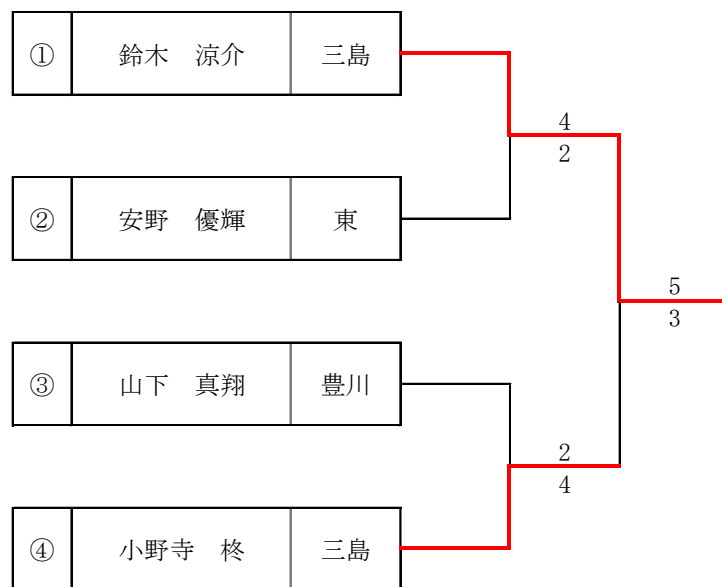 ① 鈴木　涼介 三島
4
2
② 安野　優輝 東
5
3
③ 山下　真翔 豊川
2
4
④ 小野寺　柊 三島